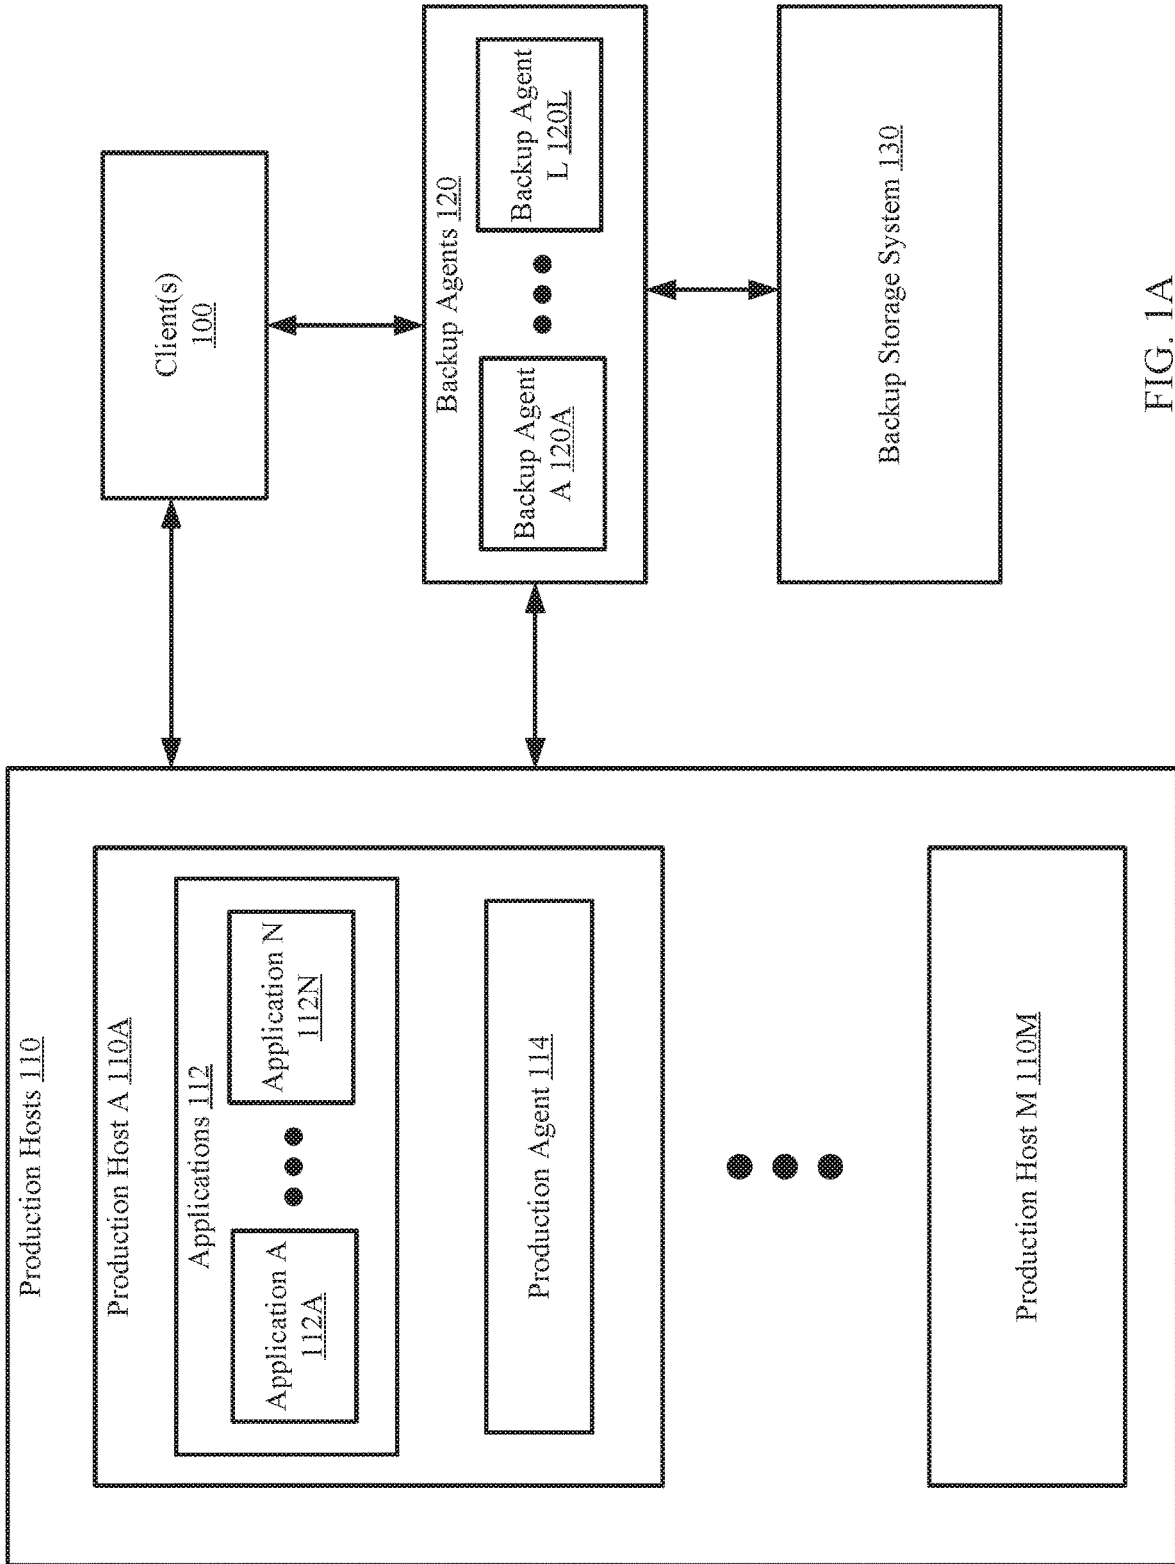 Production Hosts 110
Production Host A 110A
Applications 112
Application A
112A
Application N
112N
Production Agent 114
Production Host M 110M
Client(s)
100
Backup Agents 120
Backup Agent
A 120A
Backup Agent
L 120L
Backup Storage System 130
FIG. 1A